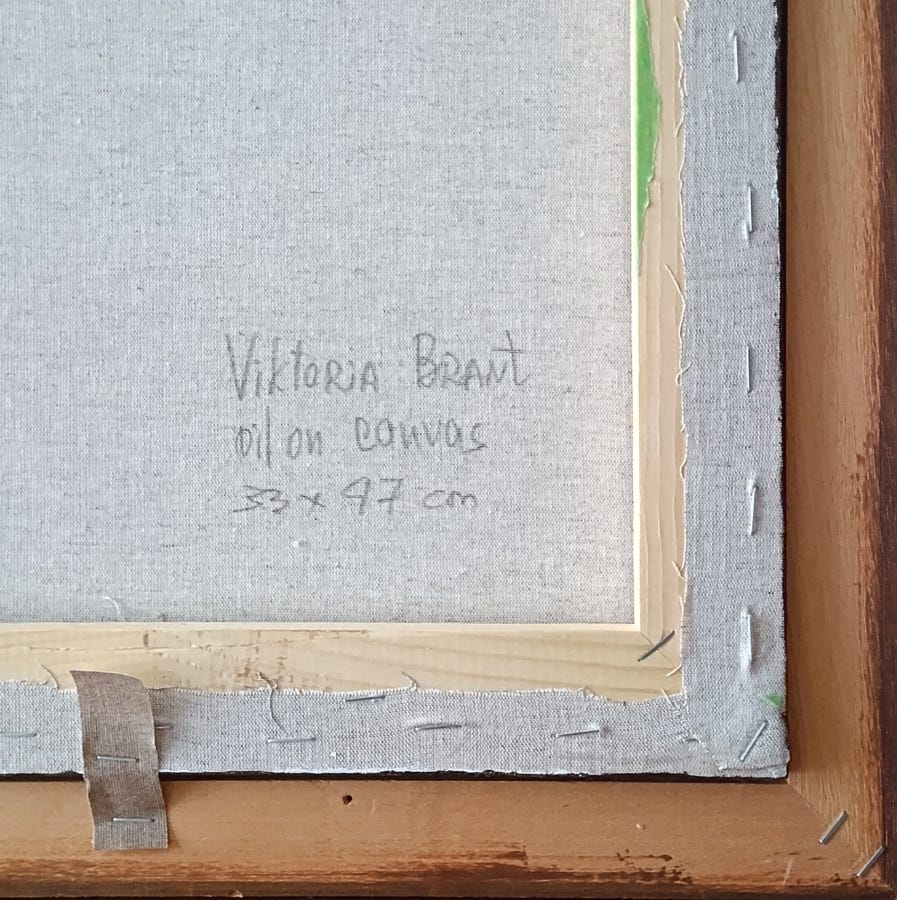 Viktoria Brant
oil on canvas
33 x 47 cm